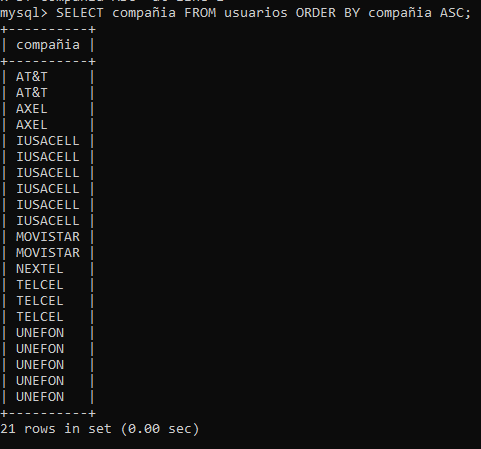 mysql> SELECT compañia FROM usuarios ORDER BY compañia ASC;
+----------+
| compañia |
+----------+
| AT&T     |
| AT&T     |
| AXEL     |
| AXEL     |
| IUSACELL |
| IUSACELL |
| IUSACELL |
| IUSACELL |
| IUSACELL |
| IUSACELL |
| MOVISTAR |
| MOVISTAR |
| NEXTEL   |
| TELCEL   |
| TELCEL   |
| TELCEL   |
| UNEFON   |
| UNEFON   |
| UNEFON   |
| UNEFON   |
| UNEFON   |
+----------+
21 rows in set (0.00 sec)